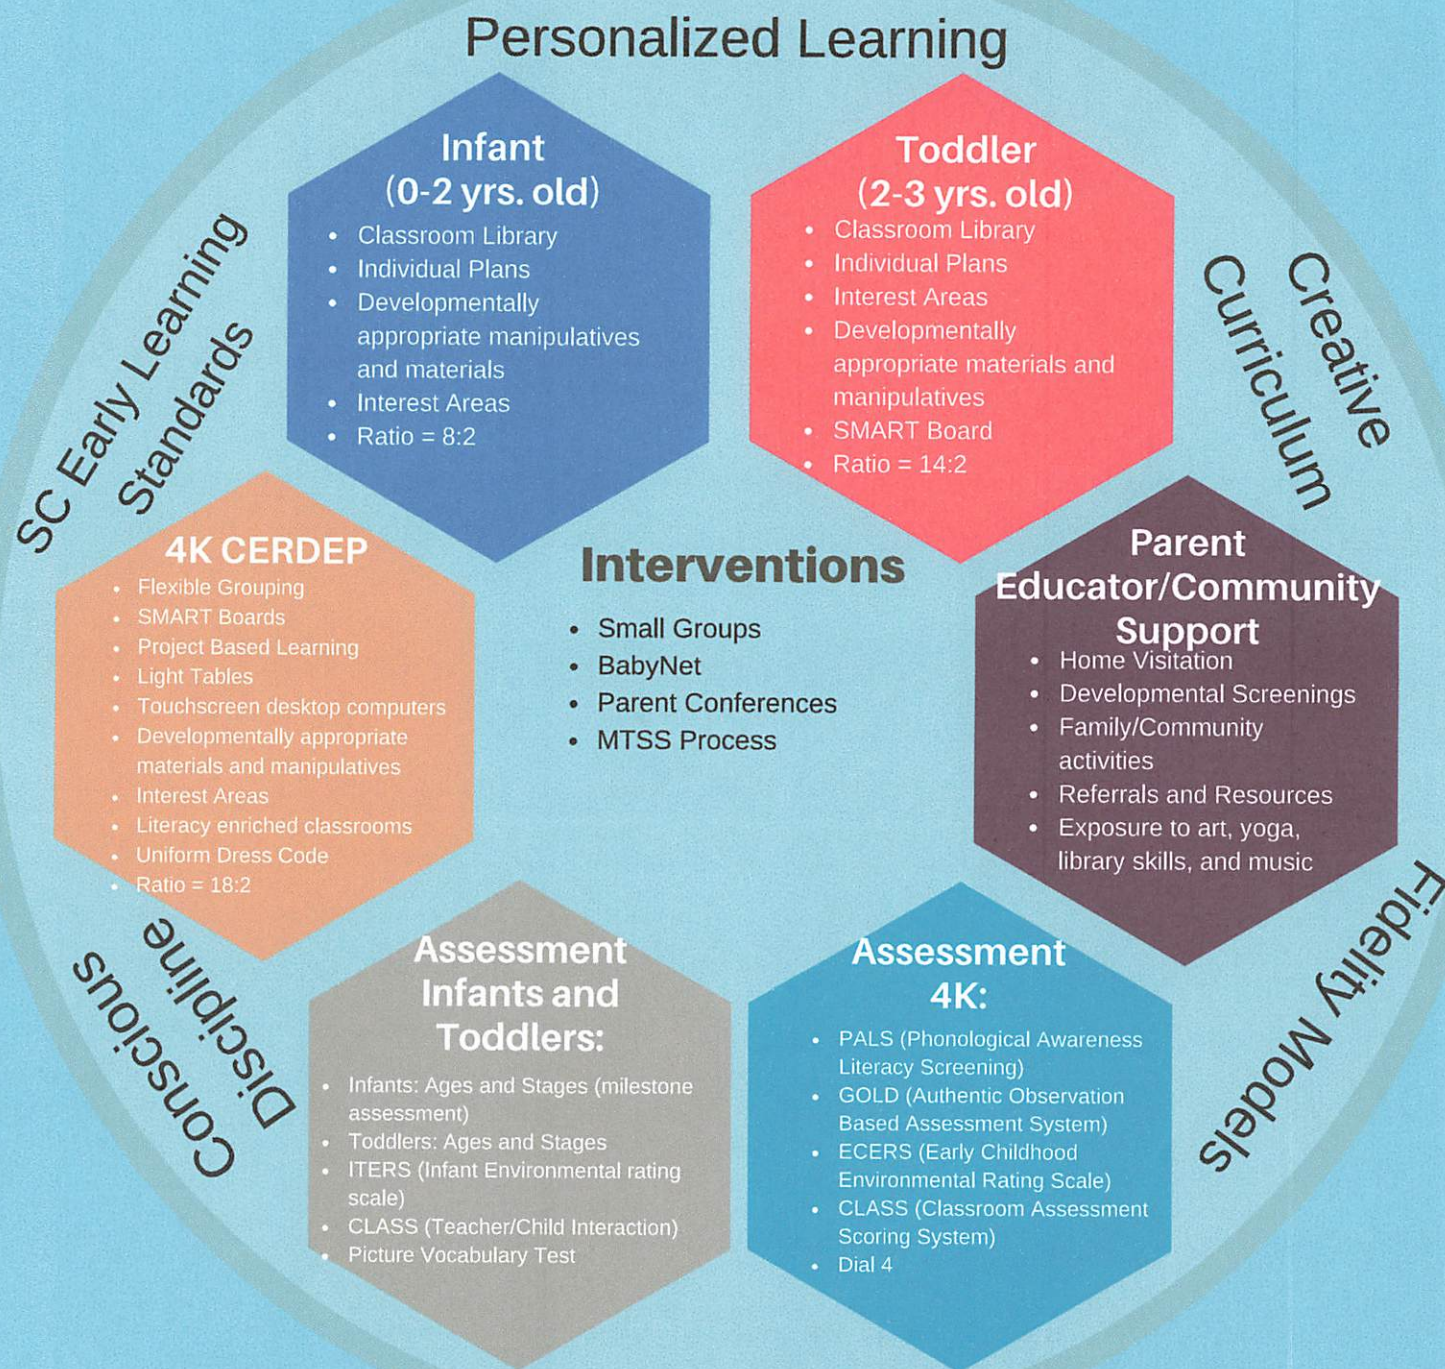 Personalized Learning
Infant
(0-2 yrs. old)
• Classroom Library
• Individual Plans
• Developmentally
appropriate manipulatives
and materials
• Interest Areas
• Ratio = 8:2
Toddler
(2-3 yrs. old)
• Classroom Library
• Individual Plans
• Interest Areas
• Developmentally
appropriate materials and
manipulatives
• SMART Board
• Ratio = 14:2
SC Early Learning
Standards
Creative
Curriculum
4K CERDEP
• Flexible Grouping
• SMART Boards
• Project Based Learning
• Light Tables
• Touchscreen desktop computers
• Developmentally appropriate
materials and manipulatives
• Interest Areas
• Literacy enriched classrooms
• Uniform Dress Code
• Ratio = 18:2
Interventions
• Small Groups
• BabyNet
• Parent Conferences
• MTSS Process
Parent
Educator/Community
Support
• Home Visitation
• Developmental Screenings
• Family/Community
activities
• Referrals and Resources
• Exposure to art, yoga,
library skills, and music
Conscious
Discipline
Fidelity Models
Assessment
Infants and
Toddlers:
• Infants: Ages and Stages (milestone
assessment)
• Toddlers: Ages and Stages
• ITERS (Infant Environmental rating
scale)
• CLASS (Teacher/Child Interaction)
• Picture Vocabulary Test
Assessment
4K:
• PALS (Phonological Awareness
Literacy Screening)
• GOLD (Authentic Observation
Based Assessment System)
• ECERS (Early Childhood
Environmental Rating Scale)
• CLASS (Classroom Assessment
Scoring System)
• Dial 4